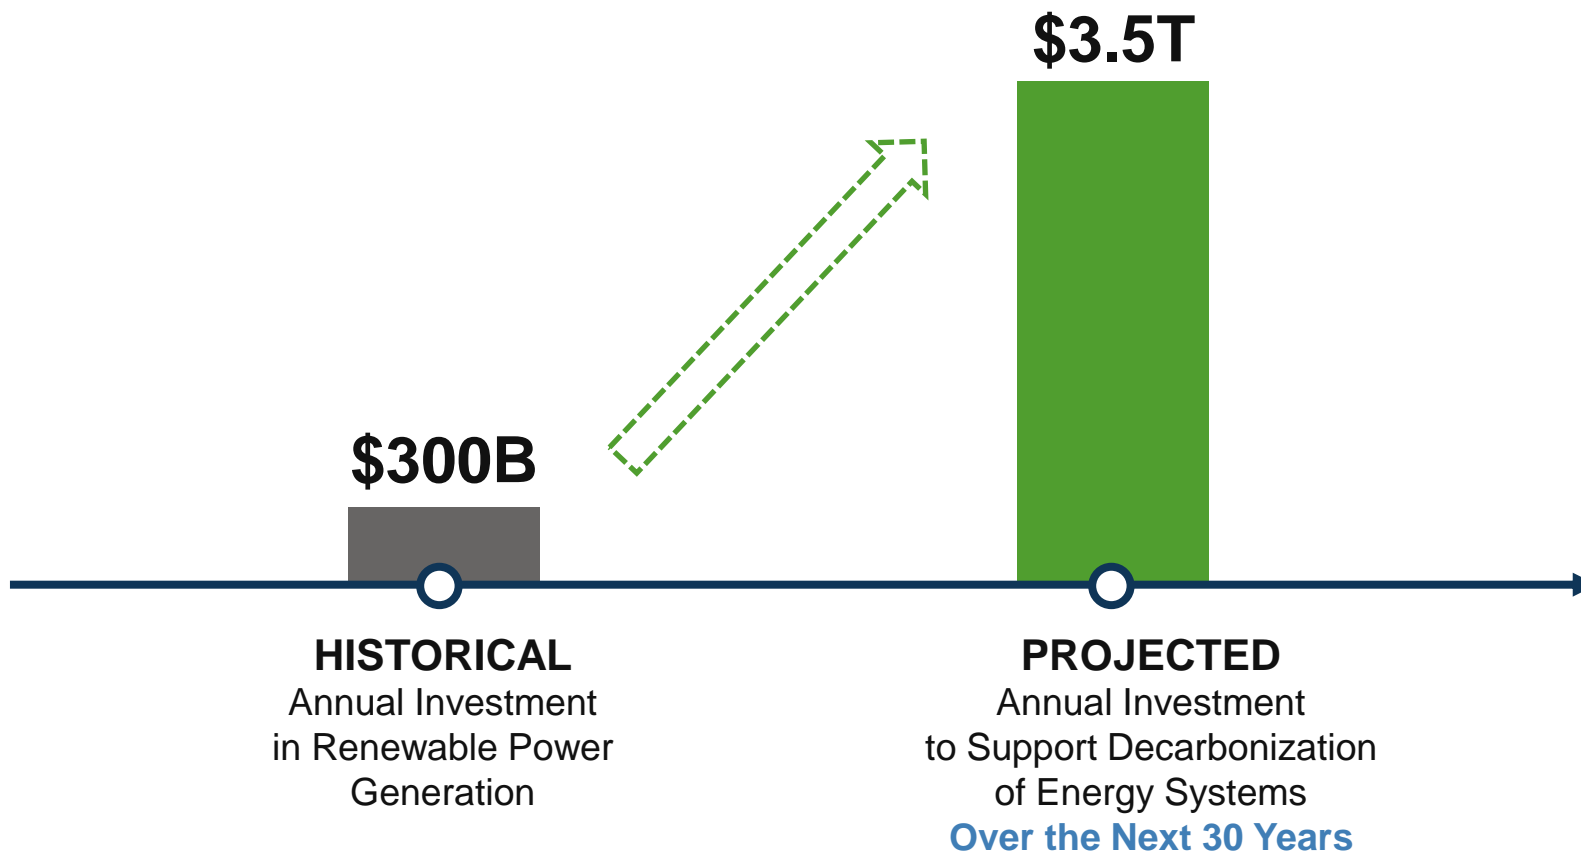 $3.5T
$300B
HISTORICAL
Annual Investment
in Renewable Power
Generation
PROJECTED
Annual Investment
to Support Decarbonization
of Energy Systems
Over the Next 30 Years